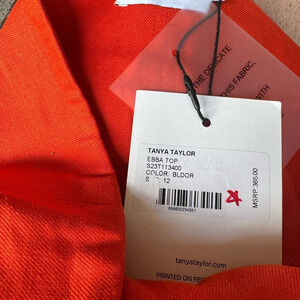 THE DELICATE
THIS FABRIC,
WITH
TANYA TAYLOR
EBBA TOP
S23T113400
COLOR: BLDOR
12
MSRP:365.00
tanyataylor.com
PRINTED ON